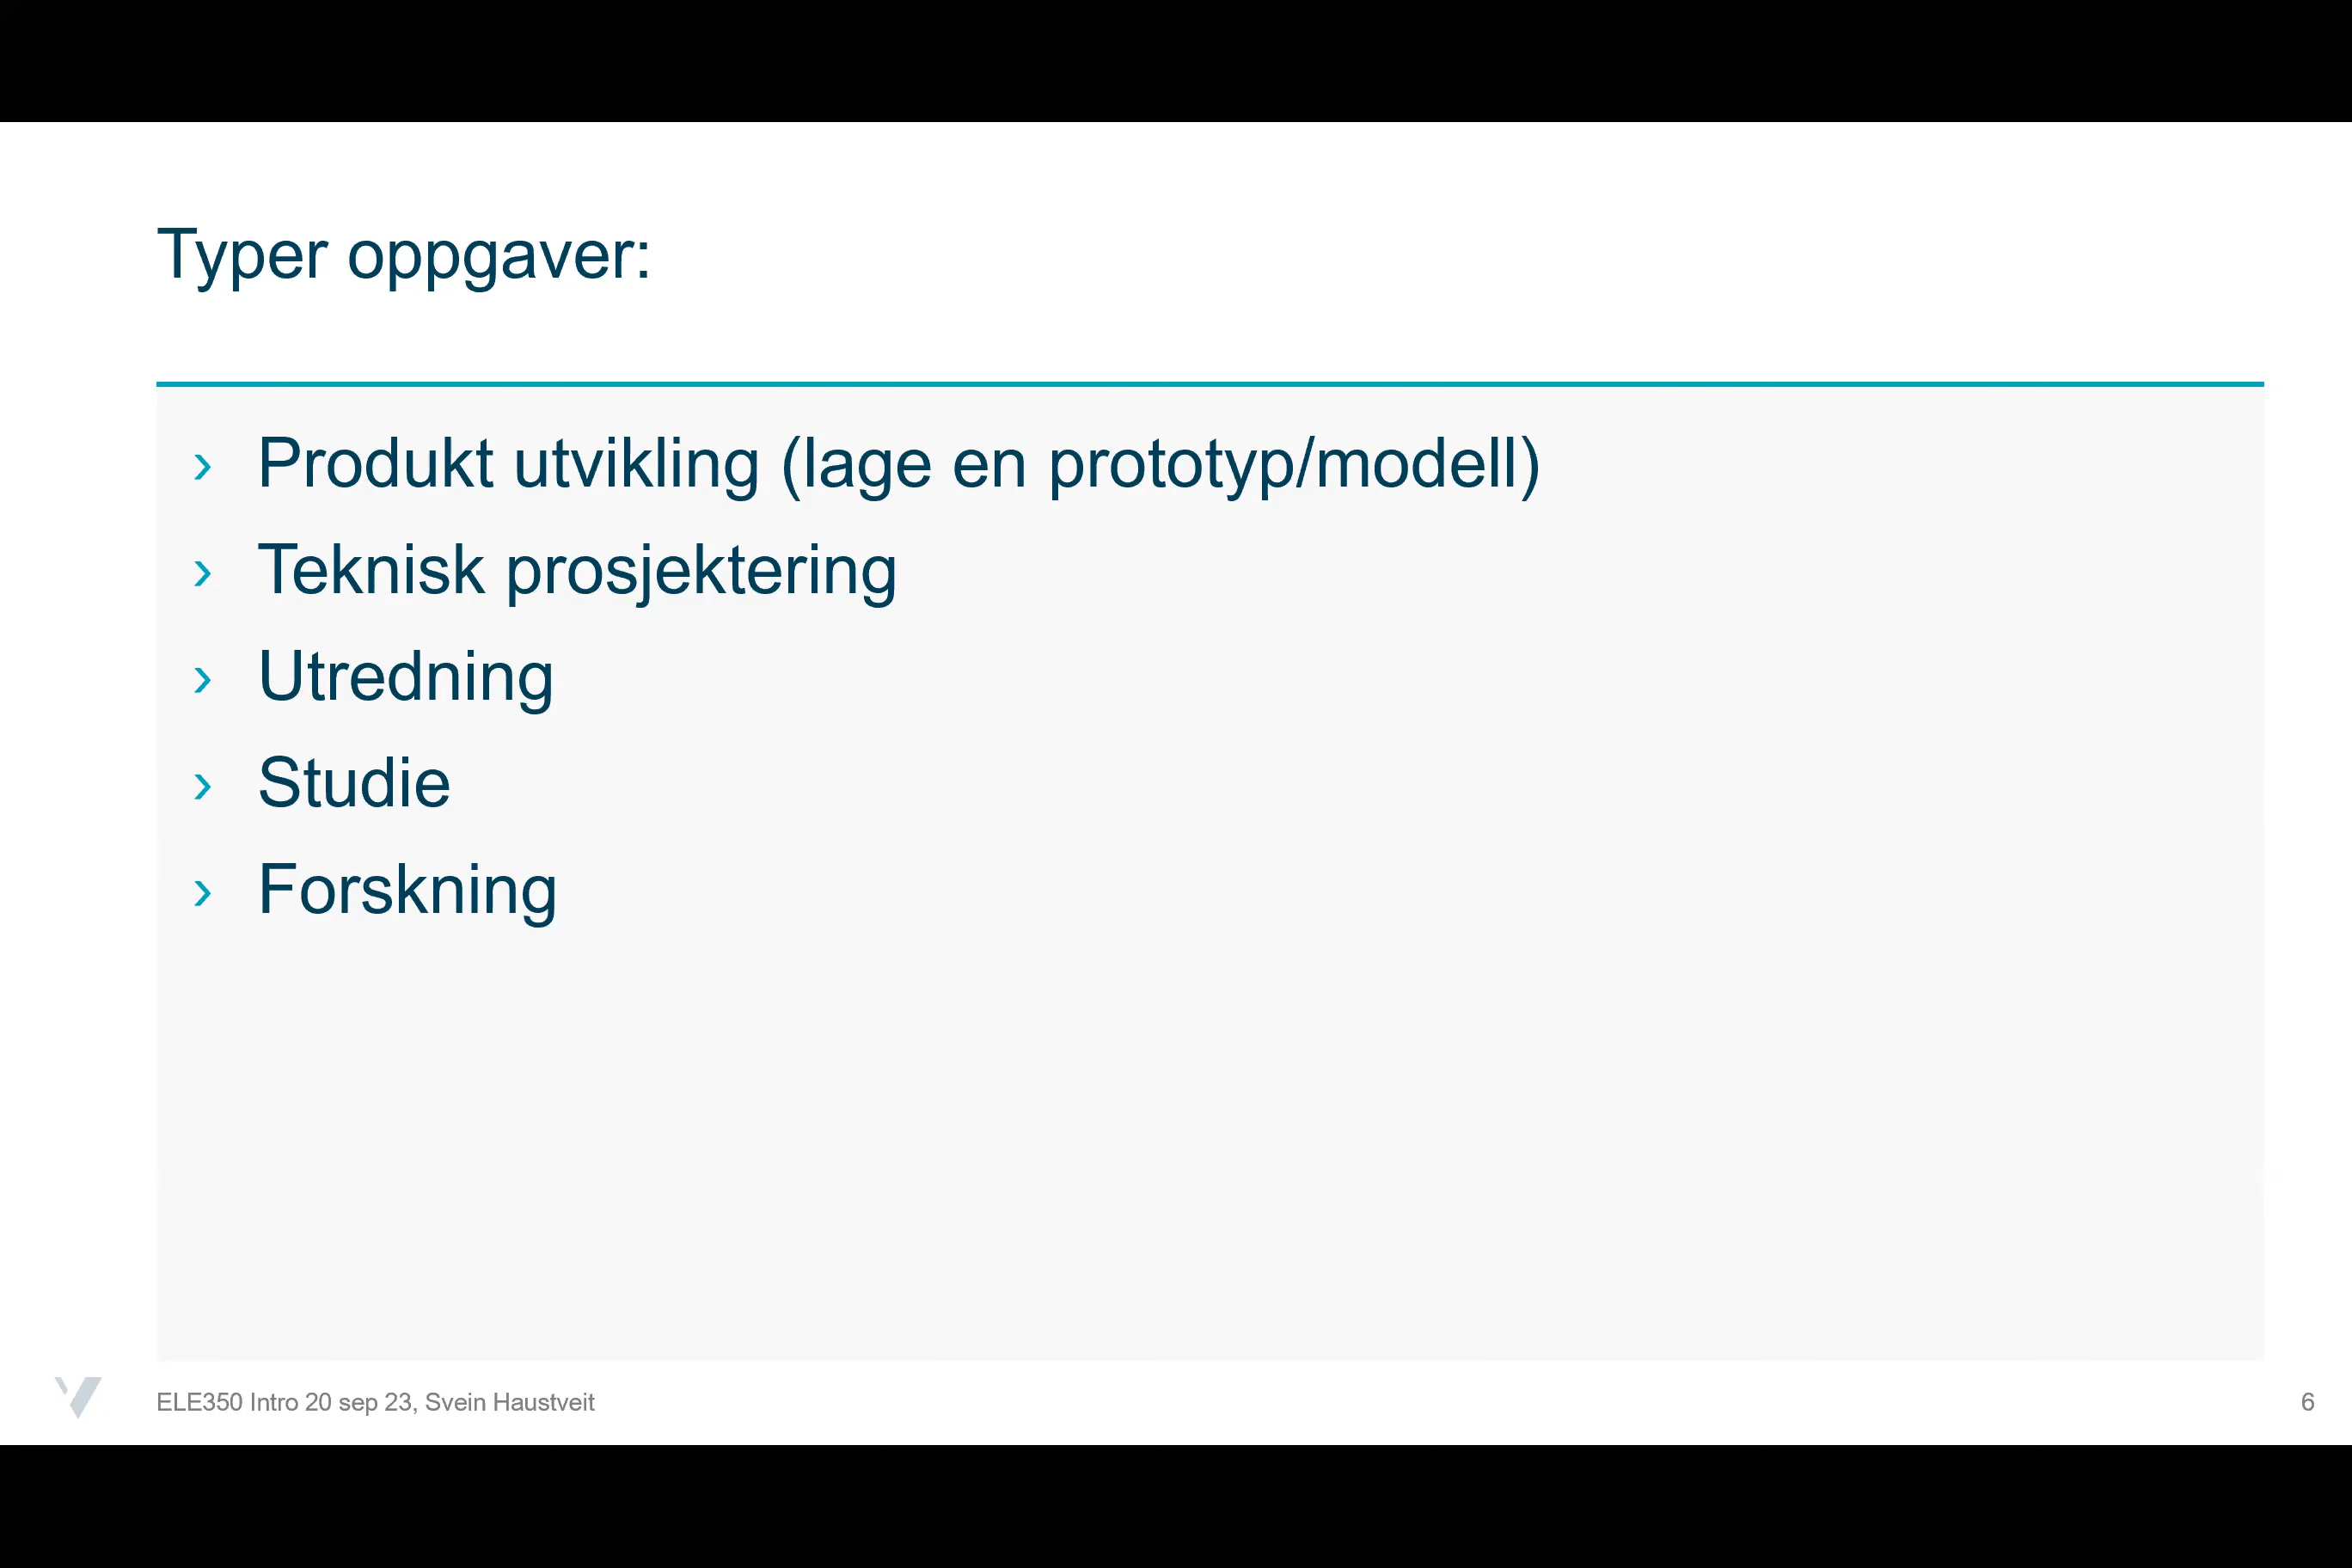 Typer oppgaver:
› Produkt utvikling (lage en prototyp/modell)
› Teknisk prosjektering
› Utredning
› Studie
› Forskning
ELE350 Intro 20 sep 23, Svein Haustveit
6